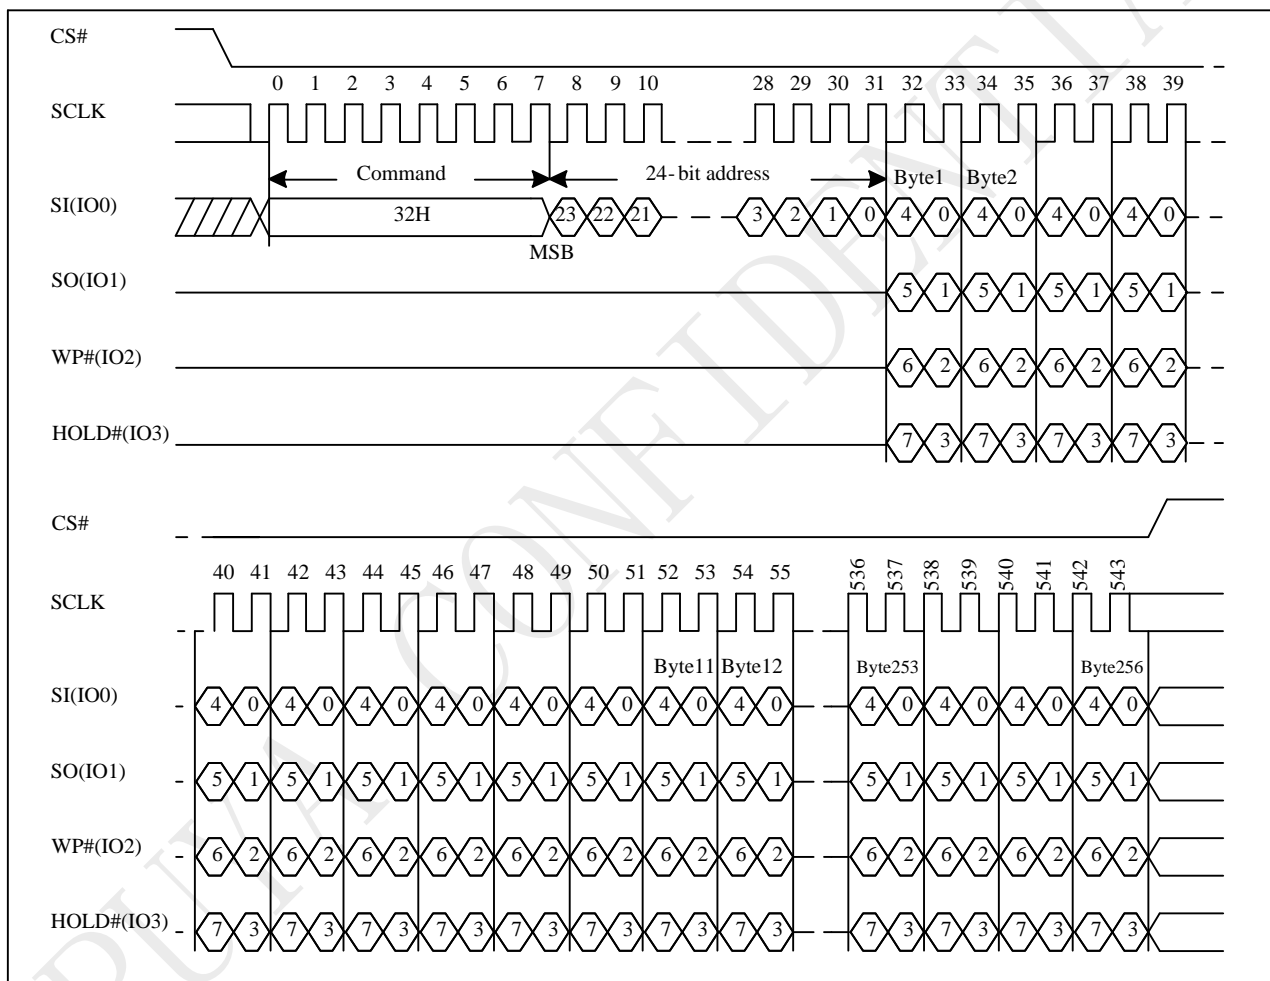 CS#
0 1 2 3 4 5 6 7 8 9 10 28 29 30 31 32 33 34 35 36 37 38 39
SCLK
Command 24-bit address Byte1 Byte2
SI(IO0) 32H 23 22 21 3 2 1 0 4 0 4 0 4 0 4 0
MSB
SO(IO1) 5 1 5 1 5 1 5 1
WP#(IO2) 6 2 6 2 6 2 6 2
HOLD#(IO3) 7 3 7 3 7 3 7 3
CS#
40 41 42 43 44 45 46 47 48 49 50 51 52 53 54 55 536 537 538 539 540 541 542 543
SCLK
Byte11 Byte12 Byte253 Byte256
SI(IO0) 4 0 4 0 4 0 4 0 4 0 4 0 4 0 4 0 4 0 4 0 4 0 4 0
SO(IO1) 5 1 5 1 5 1 5 1 5 1 5 1 5 1 5 1 5 1 5 1 5 1 5 1
WP#(IO2) 6 2 6 2 6 2 6 2 6 2 6 2 6 2 6 2 6 2 6 2 6 2 6 2
HOLD#(IO3) 7 3 7 3 7 3 7 3 7 3 7 3 7 3 7 3 7 3 7 3 7 3 7 3
PUYA CONFIDENTIA